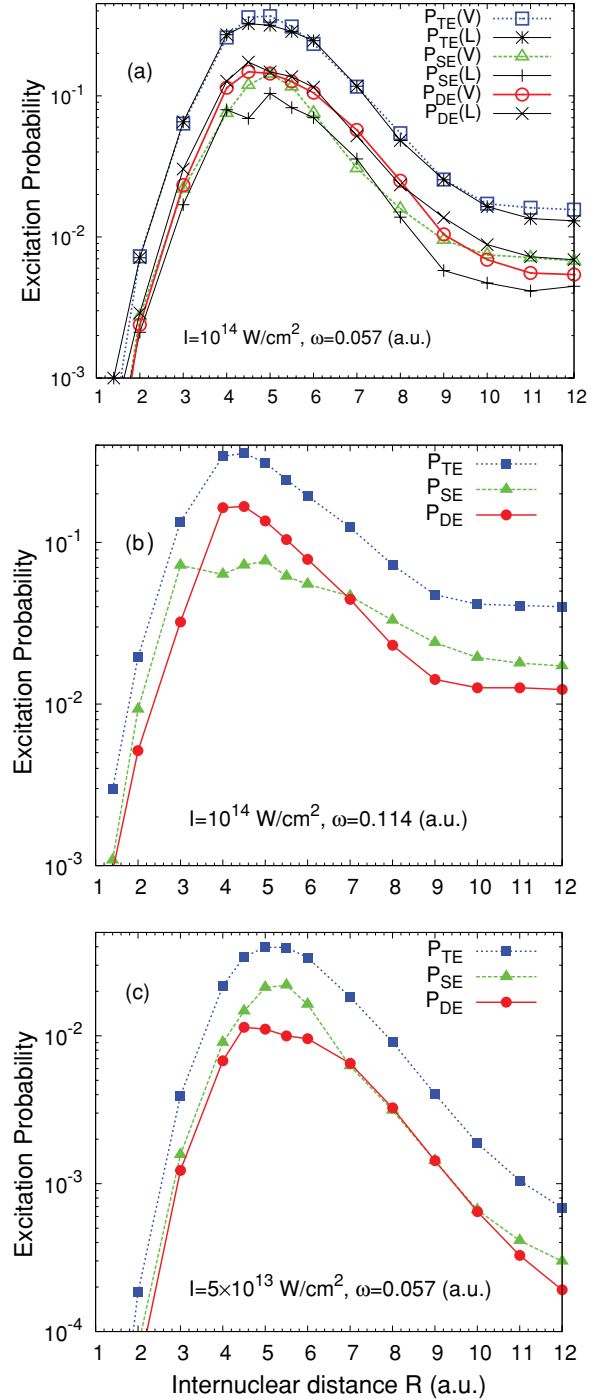 P_TE(V)
P_TE(L)
P_SE(V)
P_SE(L)
P_DE(V)
P_DE(L)
(a)
Excitation Probability
10^-1
10^-2
10^-3
I=10^14 W/cm^2, ω=0.057 (a.u.)
1 2 3 4 5 6 7 8 9 10 11 12
P_TE
P_SE
P_DE
(b)
Excitation Probability
10^-1
10^-2
10^-3
I=10^14 W/cm^2, ω=0.114 (a.u.)
1 2 3 4 5 6 7 8 9 10 11 12
P_TE
P_SE
P_DE
(c)
Excitation Probability
10^-2
10^-3
10^-4
I=5×10^13 W/cm^2, ω=0.057 (a.u.)
1 2 3 4 5 6 7 8 9 10 11 12
Internuclear distance R (a.u.)